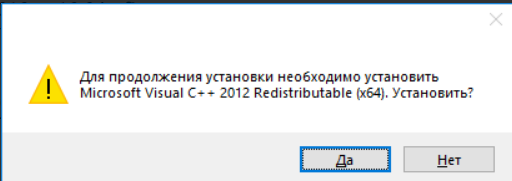 Для продолжения установки необходимо установить
Microsoft Visual C++ 2012 Redistributable (x64). Установить?
Да
Нет